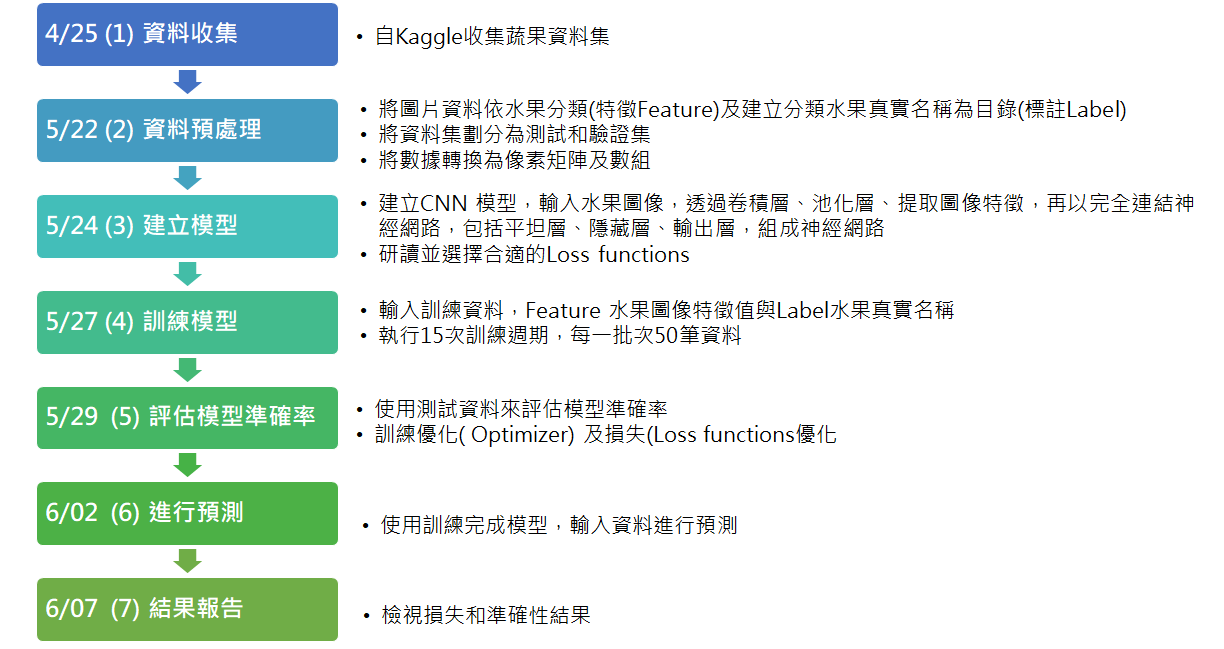 4/25 (1) 資料收集
• 自Kaggle收集蔬果資料集
5/22 (2) 資料預處理
• 將圖片資料依水果分類(特徵Feature)及建立分類水果真實名稱為目錄(標註Label)
• 將資料集劃分為測試和驗證集
• 將數據轉換為像素矩陣及數組
5/24 (3) 建立模型
• 建立CNN 模型，輸入水果圖像，透過卷積層、池化層、提取圖像特徵，再以完全連結神
經網路，包括平坦層、隱藏層、輸出層，組成神經網路
• 研讀並選擇合適的Loss functions
5/27 (4) 訓練模型
• 輸入訓練資料，Feature 水果圖像特徵值與Label水果真實名稱
• 執行15次訓練週期，每一批次50筆資料
5/29 (5) 評估模型準確率
• 使用測試資料來評估模型準確率
• 訓練優化( Optimizer) 及損失(Loss functions優化
6/02 (6) 進行預測
• 使用訓練完成模型，輸入資料進行預測
6/07 (7) 結果報告
• 檢視損失和準確性結果